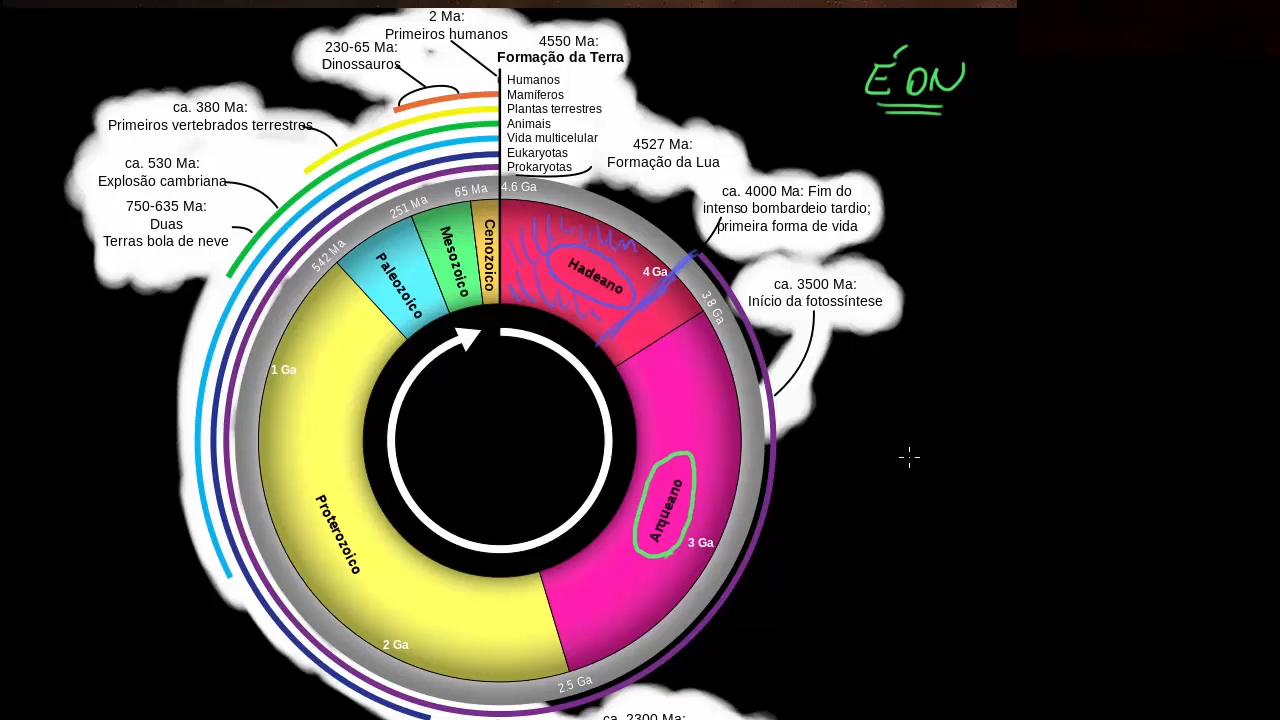 2 Ma:
Primeiros humanos
230-65 Ma:
Dinossauros
4550 Ma:
Formação da Terra
Humanos
Mamíferos
Plantas terrestres
Animais
Vida multicelular
Eukaryotas
Prokaryotas
ÉON
ca. 380 Ma:
Primeiros vertebrados terrestres
ca. 530 Ma:
Explosão cambriana
750-635 Ma:
Duas
Terras bola de neve
4527 Ma:
Formação da Lua
ca. 4000 Ma: Fim do
intenso bombardeio tardio;
primeira forma de vida
ca. 3500 Ma:
Início da fotossíntese
4.6 Ga
65 Ma
251 Ma
542 Ma
3.8 Ga
2.5 Ga
Cenozoico
Mesozoico
Paleozoico
Hadeano
4 Ga
1 Ga
Proterozoico
Arqueano
3 Ga
2 Ga
ca. 2300 Ma: